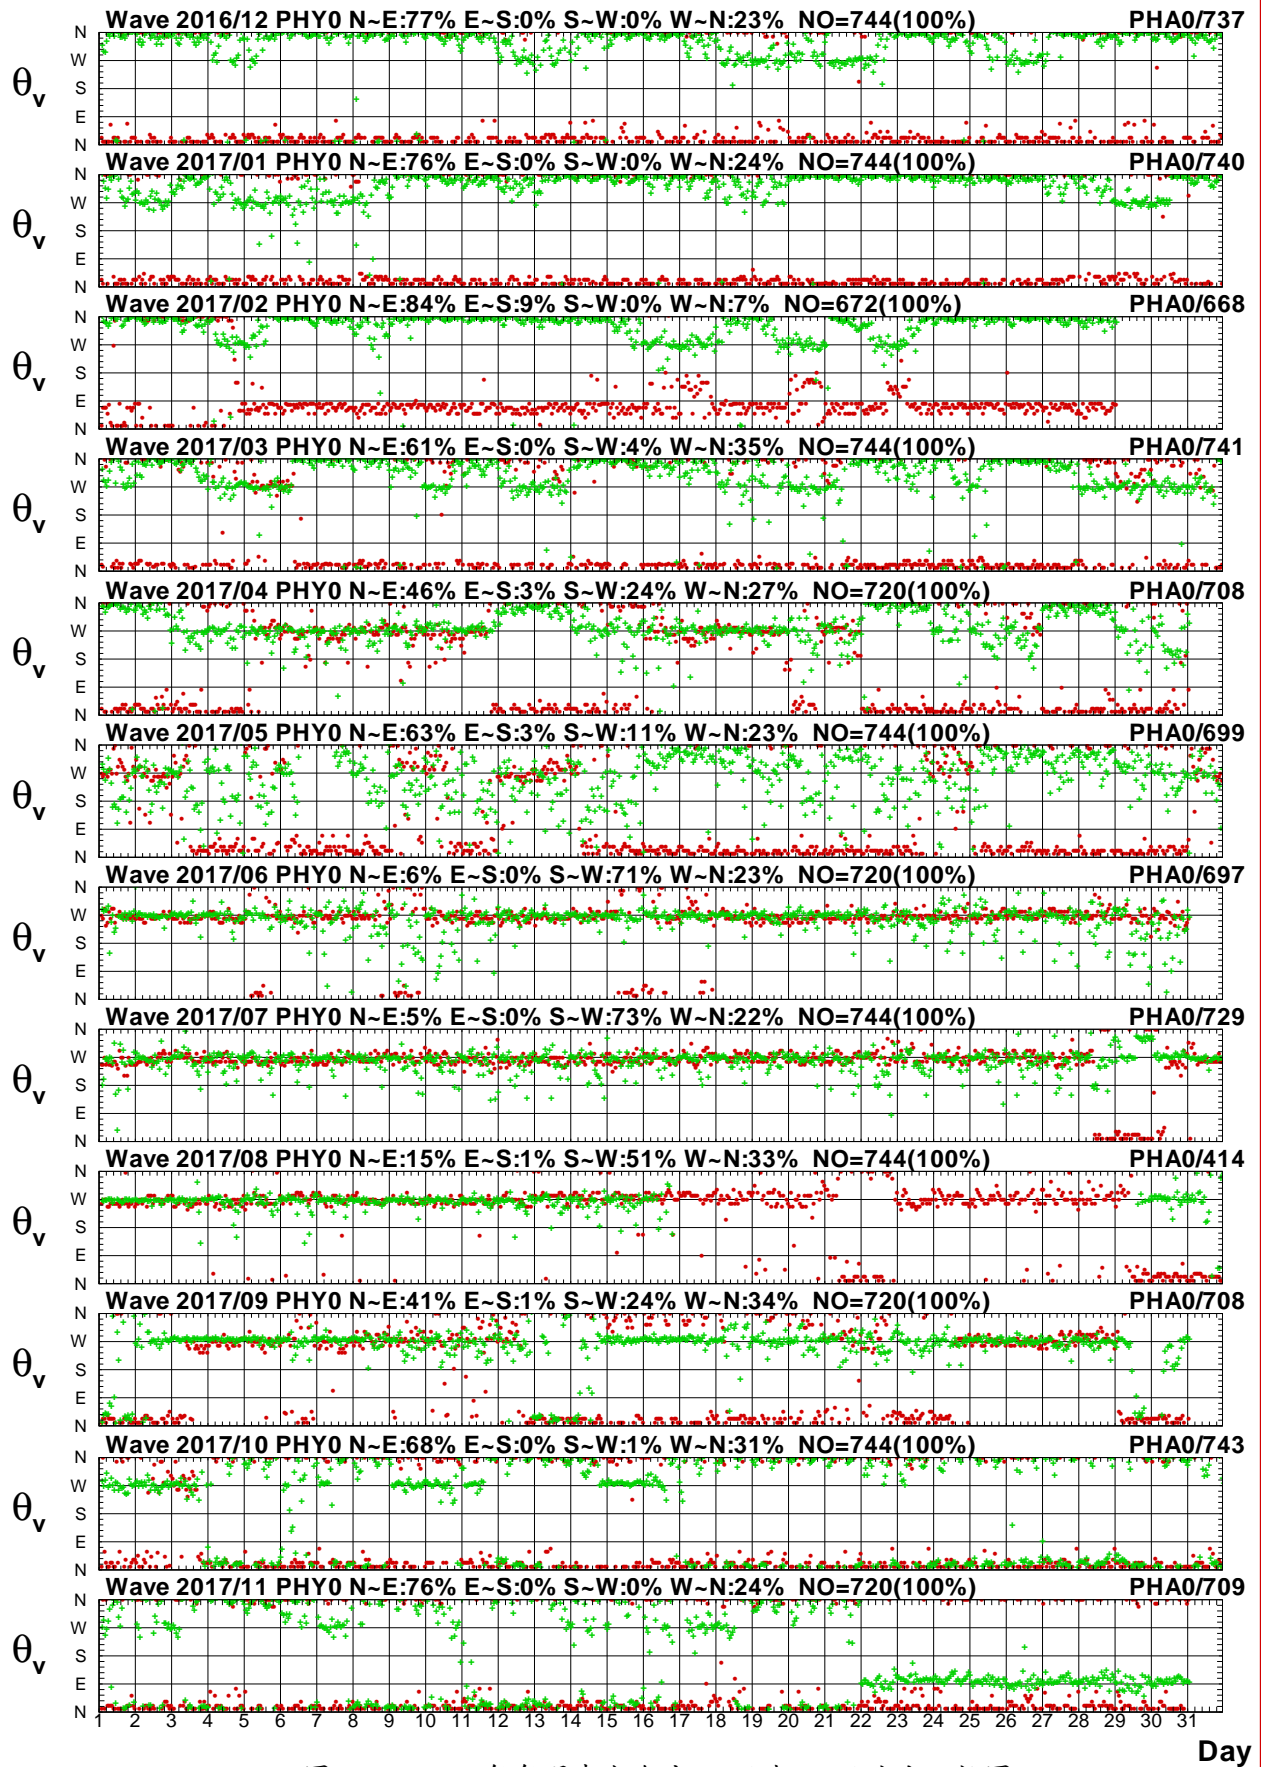 Wave 2016/12 PHY0 N~E:77% E~S:0% S~W:0% W~N:23% NO=744(100%) PHA0/737
N
W
θv
S
E
N
Wave 2017/01 PHY0 N~E:76% E~S:0% S~W:0% W~N:24% NO=744(100%) PHA0/740
N
W
θv
S
E
N
Wave 2017/02 PHY0 N~E:84% E~S:9% S~W:0% W~N:7% NO=672(100%) PHA0/668
N
W
θv
S
E
N
Wave 2017/03 PHY0 N~E:61% E~S:0% S~W:4% W~N:35% NO=744(100%) PHA0/741
N
W
θv
S
E
N
Wave 2017/04 PHY0 N~E:46% E~S:3% S~W:24% W~N:27% NO=720(100%) PHA0/708
N
W
θv
S
E
N
Wave 2017/05 PHY0 N~E:63% E~S:3% S~W:11% W~N:23% NO=744(100%) PHA0/699
N
W
θv
S
E
N
Wave 2017/06 PHY0 N~E:6% E~S:0% S~W:71% W~N:23% NO=720(100%) PHA0/697
N
W
θv
S
E
N
Wave 2017/07 PHY0 N~E:5% E~S:0% S~W:73% W~N:22% NO=744(100%) PHA0/729
N
W
θv
S
E
N
Wave 2017/08 PHY0 N~E:15% E~S:1% S~W:51% W~N:33% NO=744(100%) PHA0/414
N
W
θv
S
E
N
Wave 2017/09 PHY0 N~E:41% E~S:1% S~W:24% W~N:34% NO=720(100%) PHA0/708
N
W
θv
S
E
N
Wave 2017/10 PHY0 N~E:68% E~S:0% S~W:1% W~N:31% NO=744(100%) PHA0/743
N
W
θv
S
E
N
Wave 2017/11 PHY0 N~E:76% E~S:0% S~W:0% W~N:24% NO=720(100%) PHA0/709
N
W
θv
S
E
N
1 2 3 4 5 6 7 8 9 10 11 12 13 14 15 16 17 18 19 20 21 22 23 24 25 26 27 28 29 30 31
Day